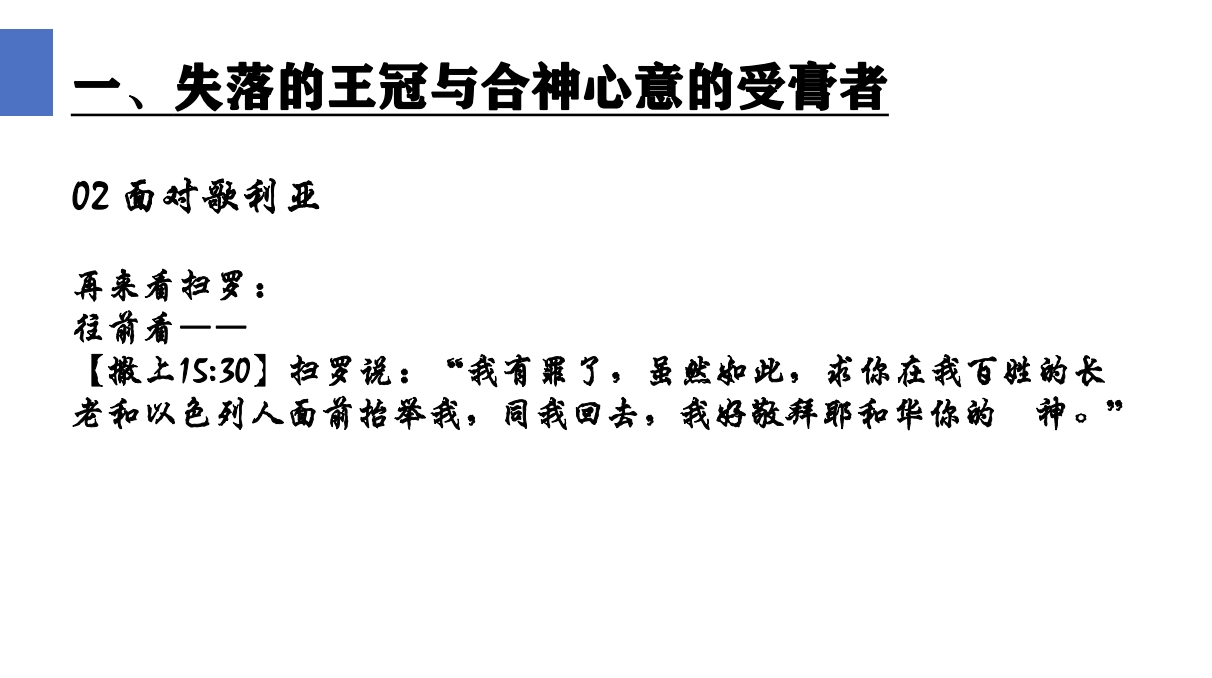 一、失落的王冠与合神心意的受膏者
02 面对歌利亚
再来看扫罗：
往前看——
【撒上15:30】扫罗说：“我有罪了，虽然如此，求你在我百姓的长
老和以色列人面前抬举我，同我回去，我好敬拜耶和华你的　神。”